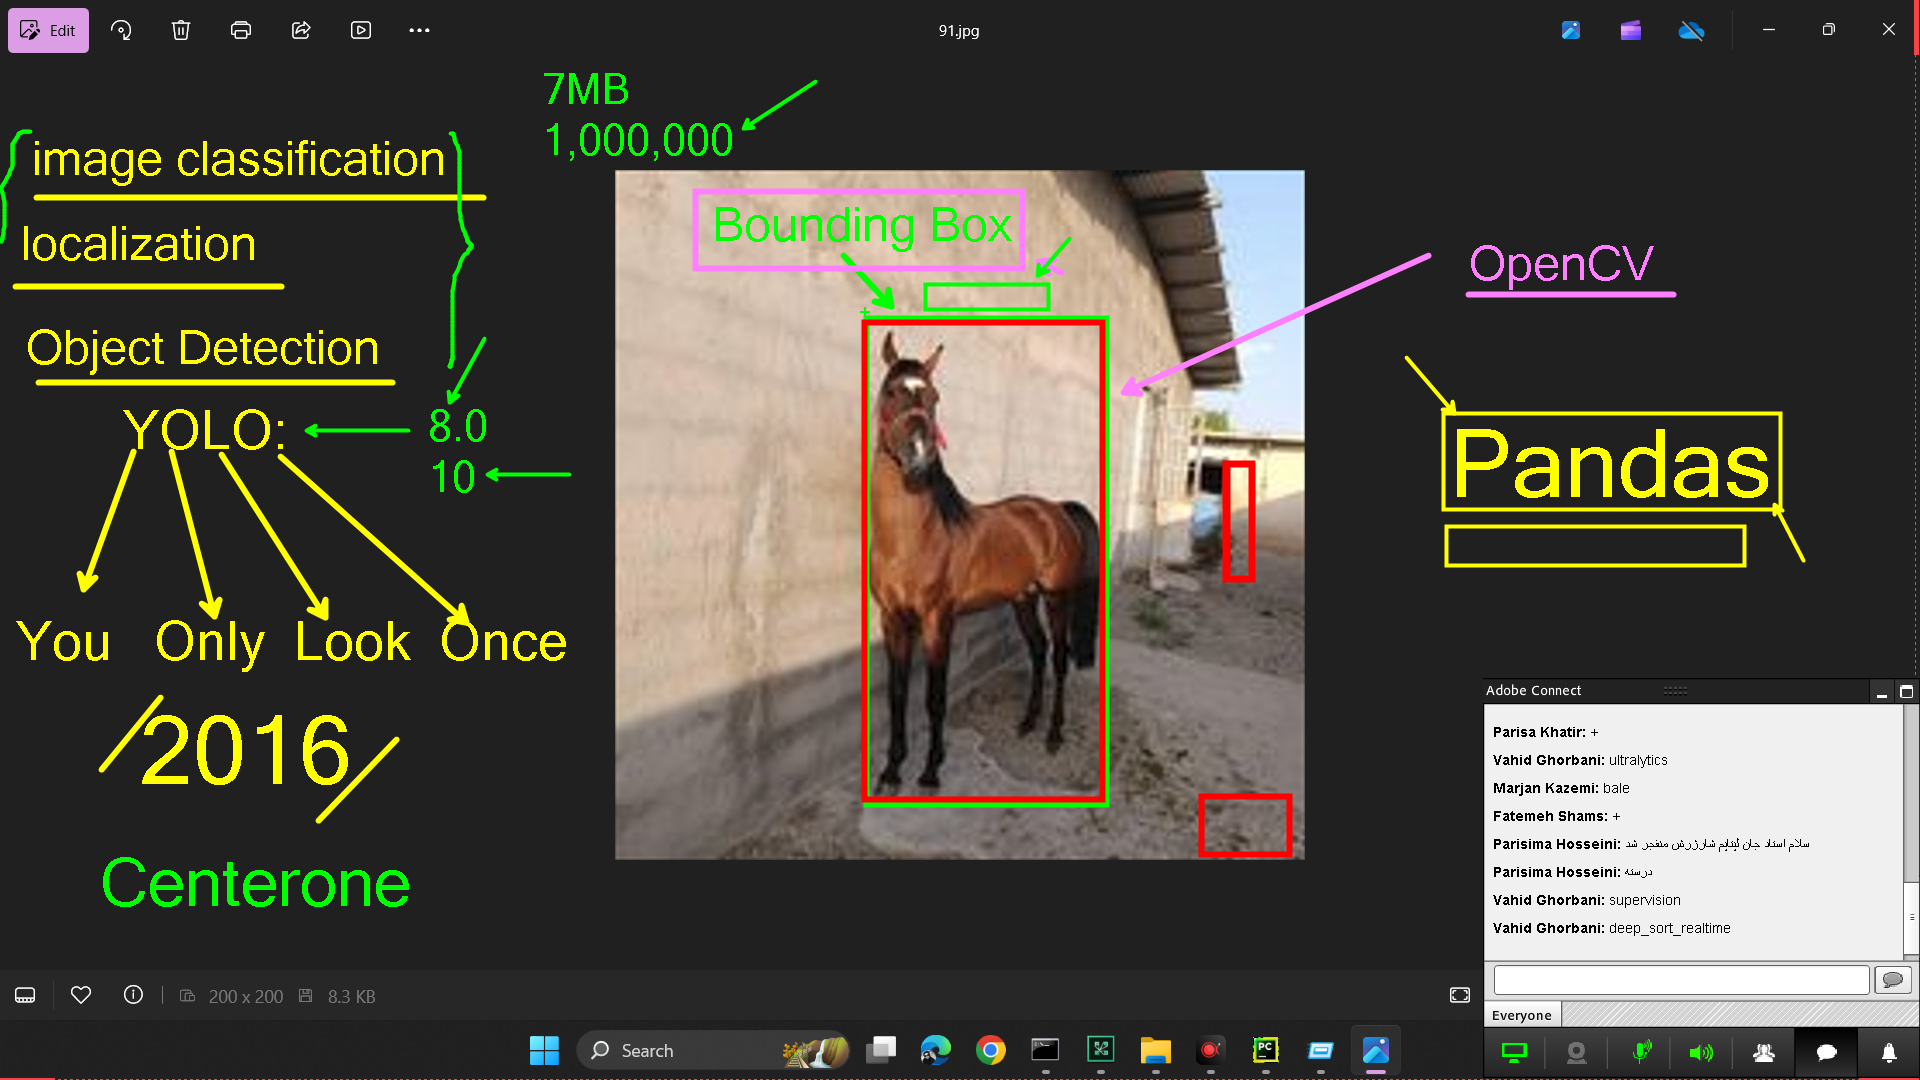 Edit
91.jpg
7MB
1,000,000
image classification
localization
Object Detection
YOLO:
8.0
10
You Only Look Once
2016
Centerone
Bounding Box
OpenCV
Pandas
Adobe Connect
Parisa Khatir: +
Vahid Ghorbani: ultralytics
Marjan Kazemi: bale
Fatemeh Shams: +
Parisima Hosseini: سلام استاد جان لپتاپم شارژرش منفجر شد
Parisima Hosseini: درسته
Vahid Ghorbani: supervision
Vahid Ghorbani: deep_sort_realtime
Everyone
200 x 200
8.3 KB
Search
PC